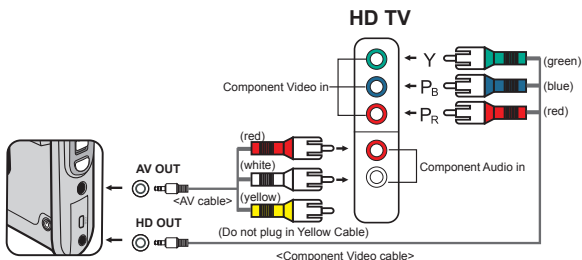 HD TV
Y
(green)
Component Video in
PB
(blue)
PR
(red)
(red)
AV OUT
(white)
Component Audio in
<AV cable>
(yellow)
HD OUT
(Do not plug in Yellow Cable)
<Component Video cable>